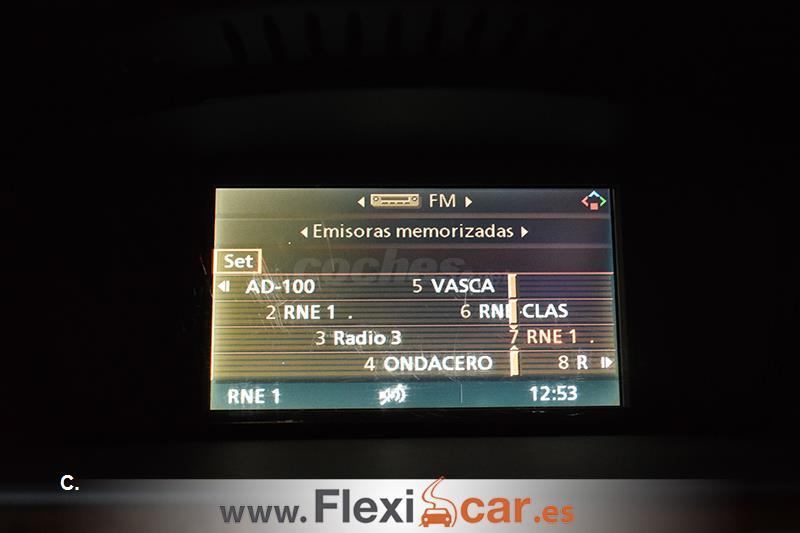 FM
Emisoras memorizadas
Set
coches
AD-100 5 VASCA
2 RNE 1 . 6 RNE CLAS
3 Radio 3 7 RNE 1 .
4 ONDACERO 8 R
RNE 1 12:53
C.
www.Flexicar.es